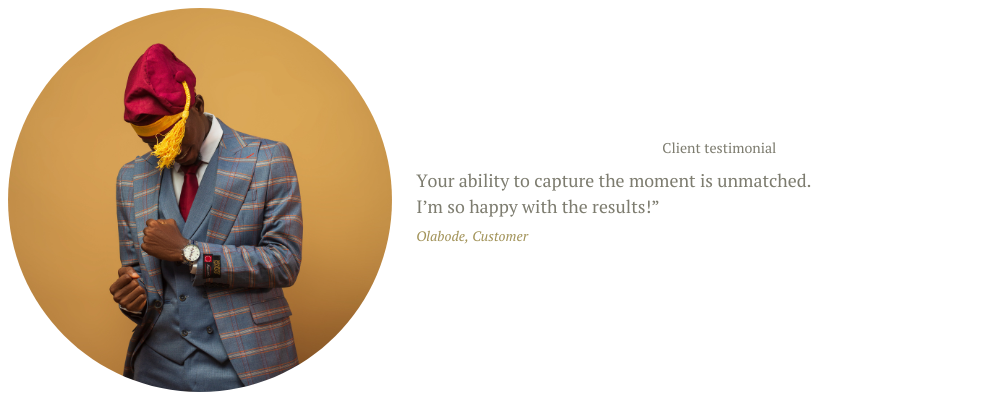 Client testimonial
Your ability to capture the moment is unmatched.
I’m so happy with the results!”
Olabode, Customer